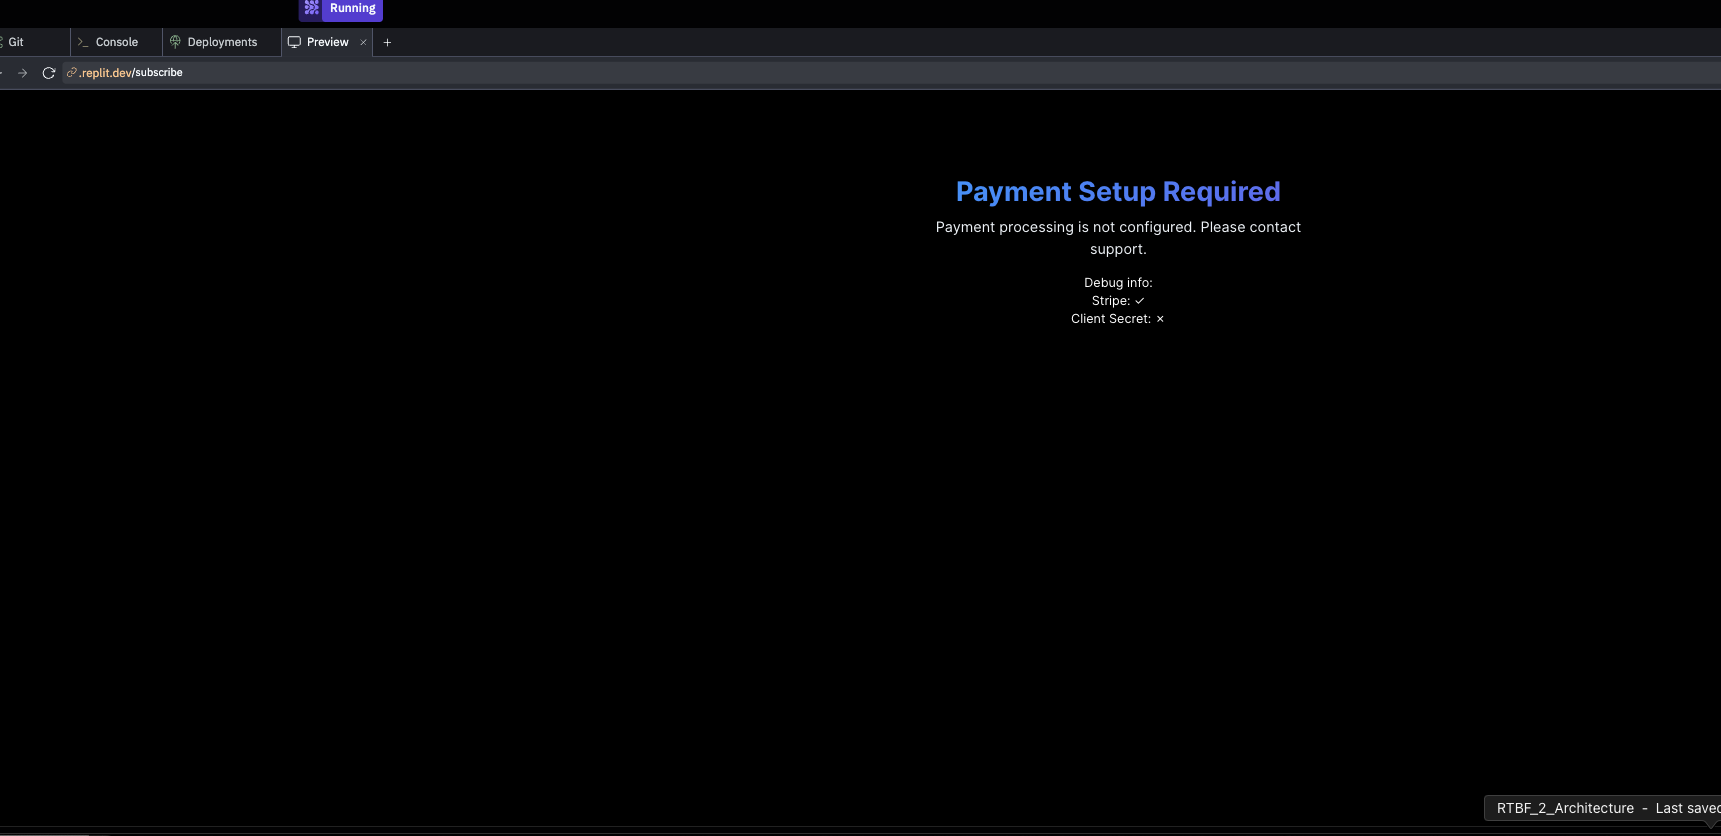 Running
Git
Console
Deployments
Preview
.replit.dev/subscribe
Payment Setup Required
Payment processing is not configured. Please contact
support.
Debug info:
Stripe: ✓
Client Secret: ×
RTBF_2_Architecture - Last saved